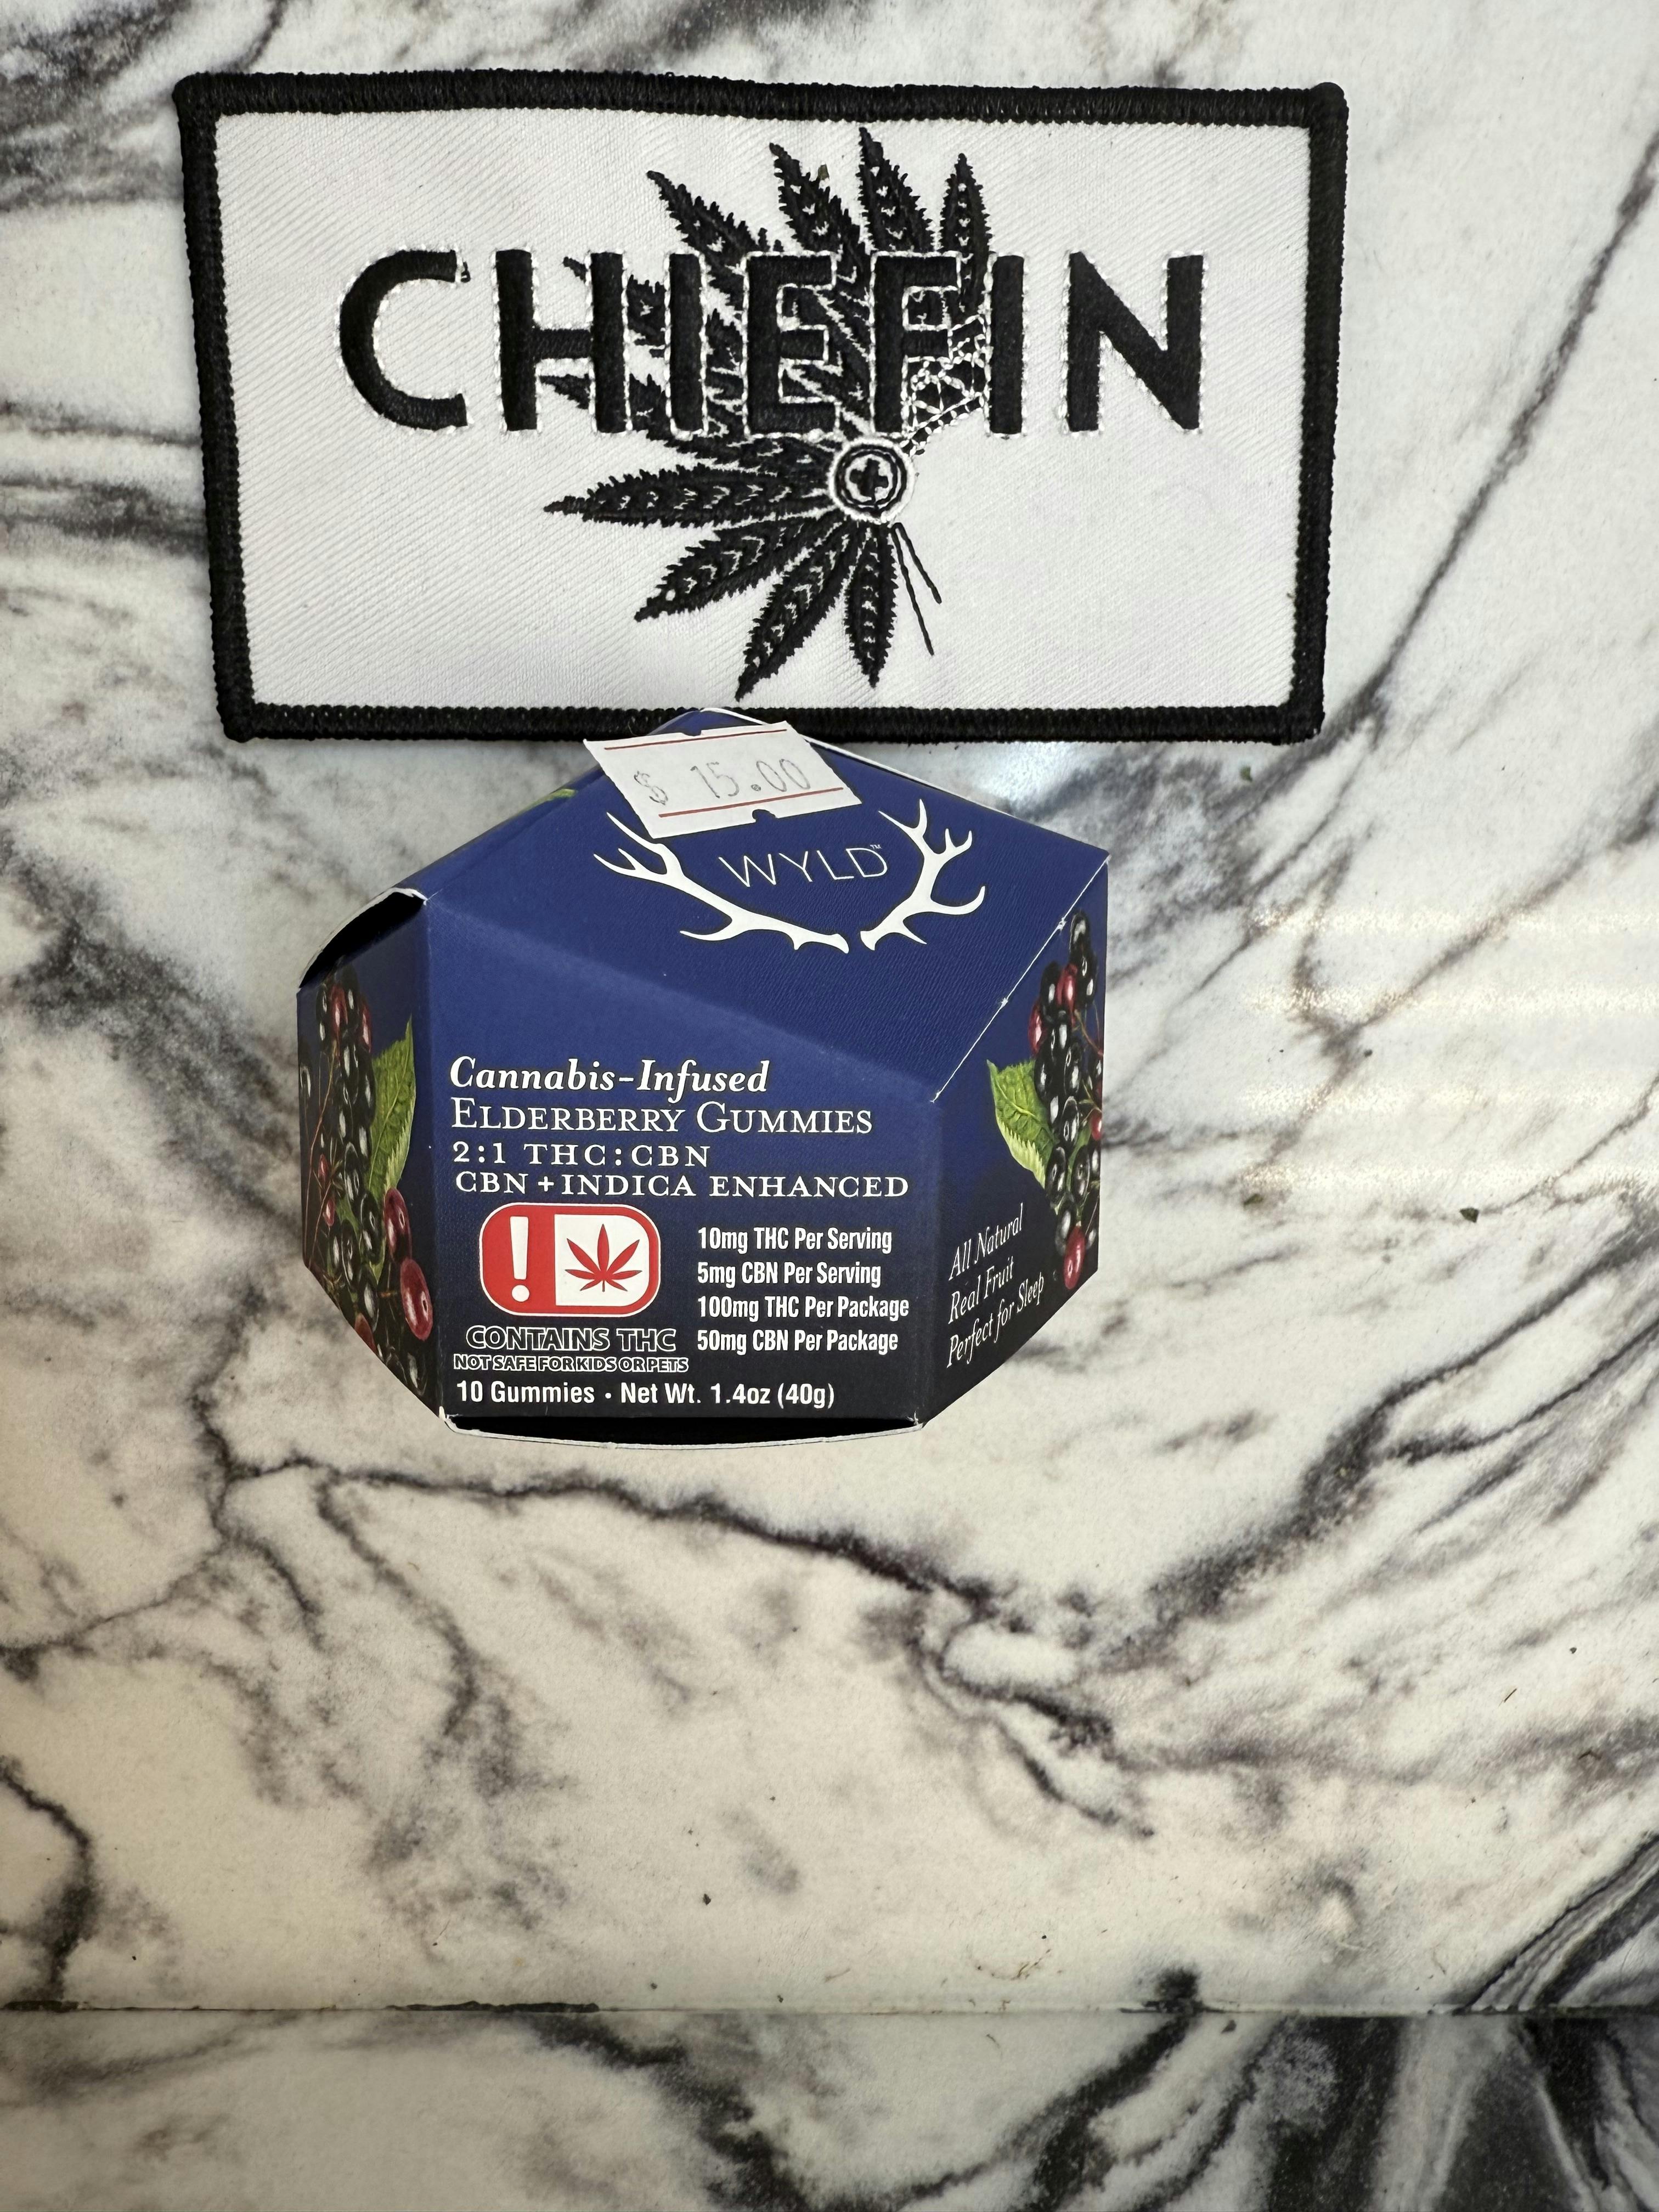 CHIEFIN
$ 15.00
WYLD™
Cannabis-Infused
ELDERBERRY GUMMIES
2:1 THC:CBN
CBN+INDICA ENHANCED
10mg THC Per Serving
5mg CBN Per Serving
100mg THC Per Package
50mg CBN Per Package
CONTAINS THC
NOT SAFE FOR KIDS OR PETS
10 Gummies • Net Wt. 1.4oz (40g)
All Natural
Real Fruit
Perfect for Sleep